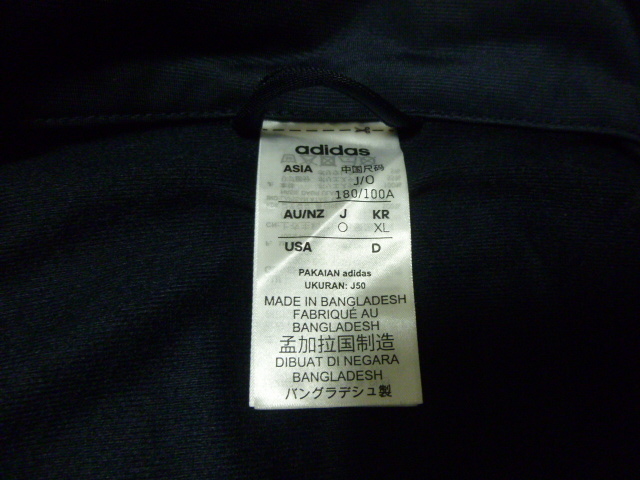 adidas
ASIA 中国尺码
J/O
180/100A
AU/NZ J KR
O XL
USA D
PAKAIAN adidas
UKURAN: J50
MADE IN BANGLADESH
FABRIQUÉ AU
BANGLADESH
孟加拉国制造
DIBUAT DI NEGARA
BANGLADESH
バングラデシュ製